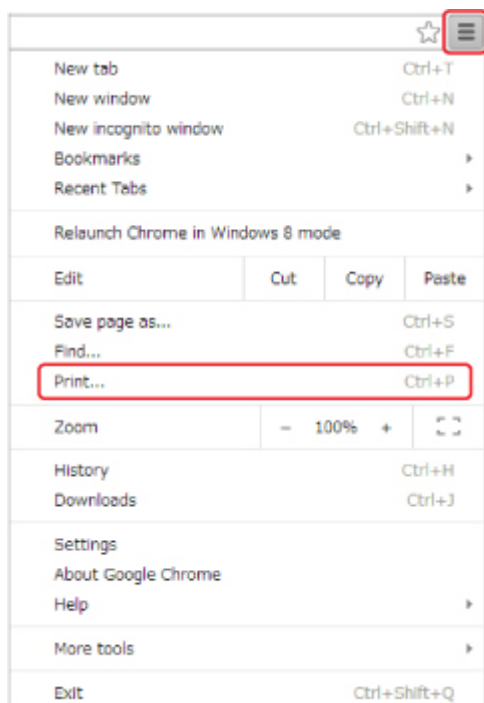 New tab Ctrl+T
New window Ctrl+N
New incognito window Ctrl+Shift+N
Bookmarks
Recent Tabs
Relaunch Chrome in Windows 8 mode
Edit Cut Copy Paste
Save page as... Ctrl+S
Find... Ctrl+F
Print... Ctrl+P
Zoom − 100% +
History Ctrl+H
Downloads Ctrl+J
Settings
About Google Chrome
Help
More tools
Exit Ctrl+Shift+Q